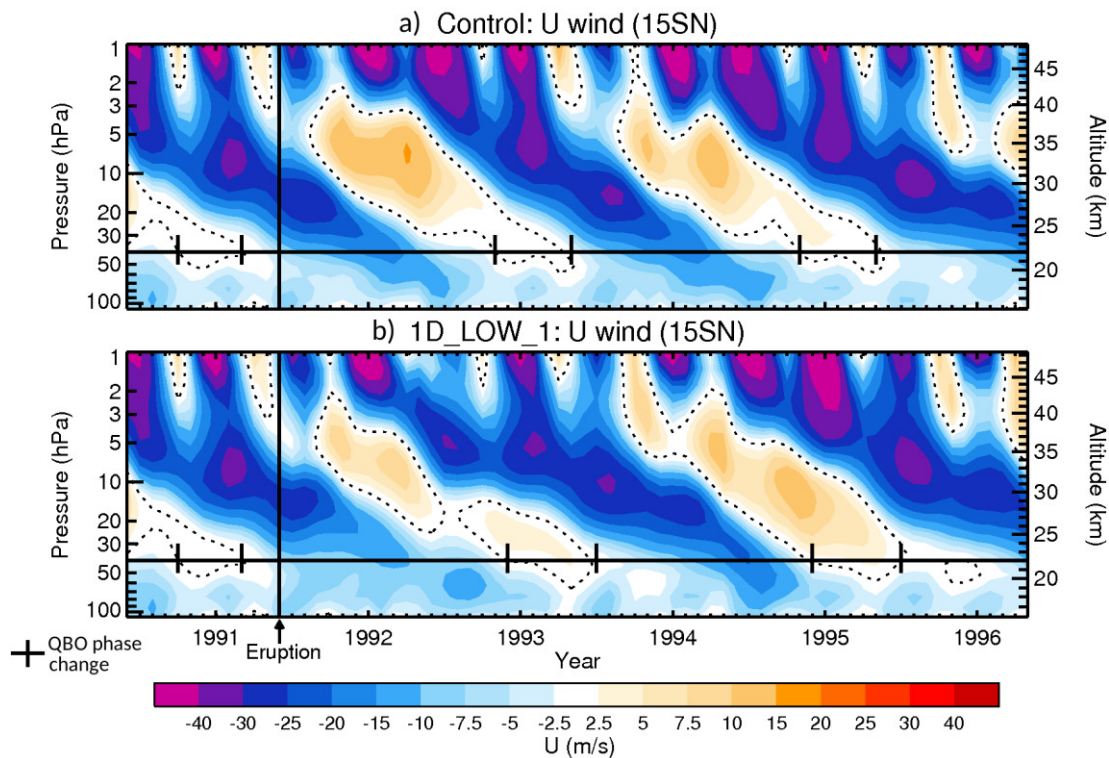 a) Control: U wind (15SN)
1
2
3
5
10
20
30
50
100
Pressure (hPa)
45
40
35
30
25
20
Altitude (km)
b) 1D_LOW_1: U wind (15SN)
1
2
3
5
10
20
30
50
100
Pressure (hPa)
45
40
35
30
25
20
Altitude (km)
1991 1992 1993 1994 1995 1996
QBO phase
change
Eruption
Year
-40 -30 -25 -20 -15 -10 -7.5 -5 -2.5 2.5 5 7.5 10 15 20 25 30 40
U (m/s)